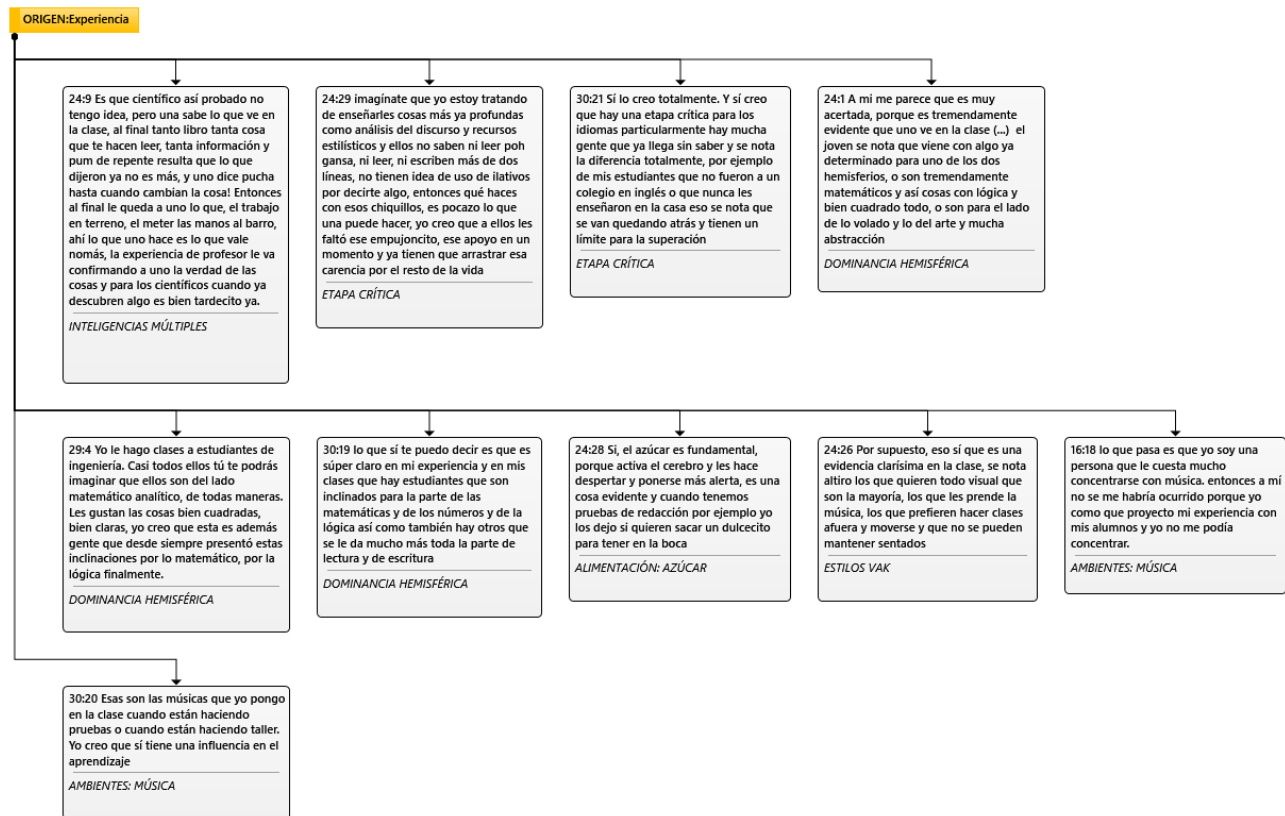 ORIGEN:Experiencia
24:9 Es que científico así probado no
tengo idea, pero una sabe lo que ve en
la clase, al final tanto libro tanta cosa
que te hacen leer, tanta información y
pum de repente resulta que lo que
dijeron ya no es más, y uno dice pucha
hasta cuando cambian la cosa! Entonces
al final le queda a uno lo que, el trabajo
en terreno, el meter las manos al barro,
ahí lo que uno hace es lo que vale
nomás, la experiencia de profesor le va
confirmando a uno la verdad de las
cosas y para los científicos cuando ya
descubren algo es bien tardecito ya.
INTELIGENCIAS MÚLTIPLES
24:29 imagínate que yo estoy tratando
de enseñarles cosas más ya profundas
como análisis del discurso y recursos
estilísticos y ellos no saben ni leer poh
gansa, ni leer, ni escriben más de dos
líneas, no tienen idea de uso de ilativos
por decirte algo, entonces qué haces
con esos chiquillos, es pocazo lo que
una puede hacer, yo creo que a ellos les
faltó ese empujoncito, ese apoyo en un
momento y ya tienen que arrastrar esa
carencia por el resto de la vida
ETAPA CRÍTICA
30:21 Sí lo creo totalmente. Y sí creo
que hay una etapa crítica para los
idiomas particularmente hay mucha
gente que ya llega sin saber y se nota
la diferencia totalmente, por ejemplo
de mis estudiantes que no fueron a un
colegio en inglés o que nunca les
enseñaron en la casa eso se nota que
se van quedando atrás y tienen un
límite para la superación
ETAPA CRÍTICA
24:1 A mi me parece que es muy
acertada, porque es tremendamente
evidente que uno ve en la clase (...) el
joven se nota que viene con algo ya
determinado para uno de los dos
hemisferios, o son tremendamente
matemáticos y así cosas con lógica y
bien cuadrado todo, o son para el lado
de lo volado y lo del arte y mucha
abstracción
DOMINANCIA HEMISFÉRICA
29:4 Yo le hago clases a estudiantes de
ingeniería. Casi todos ellos tú te podrás
imaginar que ellos son del lado
matemático analítico, de todas maneras.
Les gustan las cosas bien cuadradas,
bien claras, yo creo que esta es además
gente que desde siempre presentó estas
inclinaciones por lo matemático, por la
lógica finalmente.
DOMINANCIA HEMISFÉRICA
30:19 lo que sí te puedo decir es que es
súper claro en mi experiencia y en mis
clases que hay estudiantes que son
inclinados para la parte de las
matemáticas y de los números y de la
lógica así como también hay otros que
se le da mucho más toda la parte de
lectura y de escritura
DOMINANCIA HEMISFÉRICA
24:28 Si, el azúcar es fundamental,
porque activa el cerebro y les hace
despertar y ponerse más alerta, es una
cosa evidente y cuando tenemos
pruebas de redacción por ejemplo yo
los dejo si quieren sacar un dulcecito
para tener en la boca
ALIMENTACIÓN: AZÚCAR
24:26 Por supuesto, eso sí que es una
evidencia clarísima en la clase, se nota
altiro los que quieren todo visual que
son la mayoría, los que les prende la
música, los que prefieren hacer clases
afuera y moverse y que no se pueden
mantener sentados
ESTILOS VAK
16:18 lo que pasa es que yo soy una
persona que le cuesta mucho
concentrarse con música. entonces a mí
no se me habría ocurrido porque yo
como que proyecto mi experiencia con
mis alumnos y yo no me podía
concentrar.
AMBIENTES: MÚSICA
30:20 Esas son las músicas que yo pongo
en la clase cuando están haciendo
pruebas o cuando están haciendo taller.
Yo creo que sí tiene una influencia en el
aprendizaje
AMBIENTES: MÚSICA